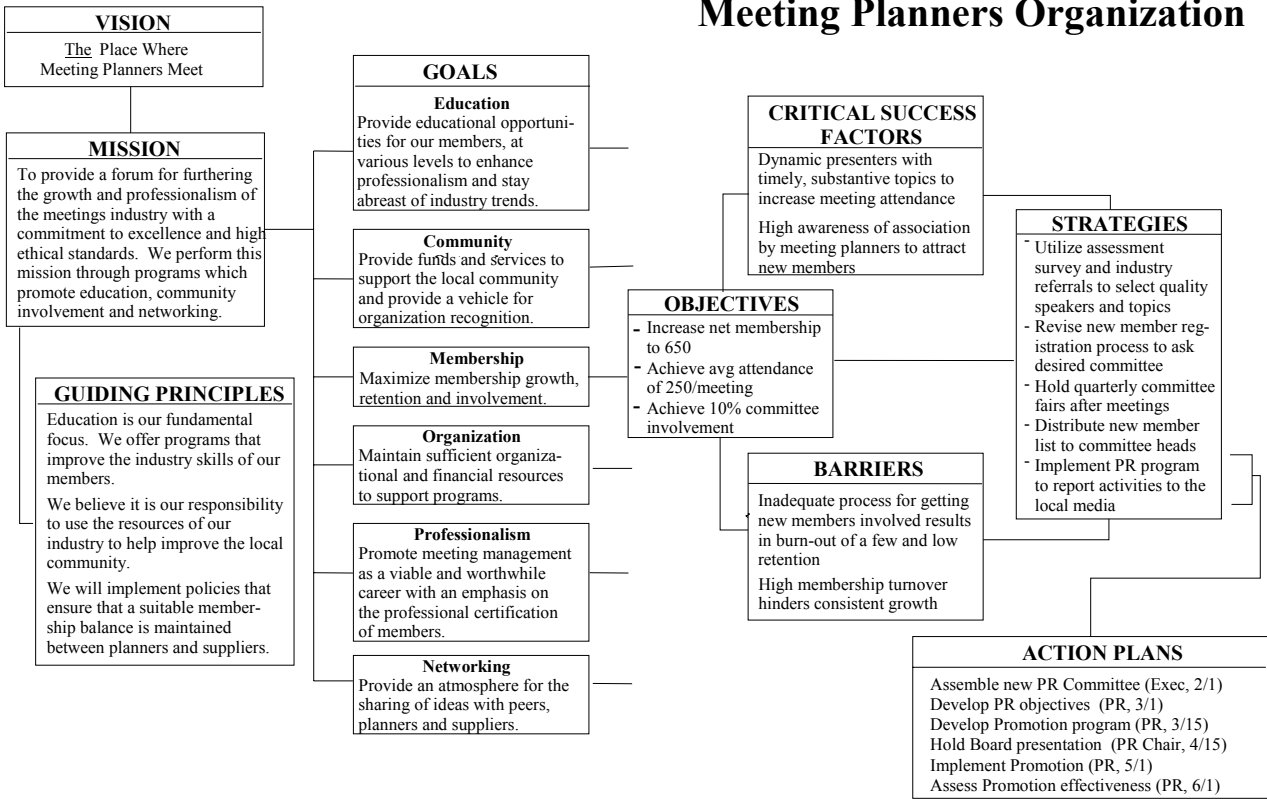 Meeting Planners Organization
VISION
The Place Where
Meeting Planners Meet
MISSION
To provide a forum for furthering
the growth and professionalism of
the meetings industry with a
commitment to excellence and high
ethical standards. We perform this
mission through programs which
promote education, community
involvement and networking.
GUIDING PRINCIPLES
Education is our fundamental
focus. We offer programs that
improve the industry skills of our
members.
We believe it is our responsibility
to use the resources of our
industry to help improve the local
community.
We will implement policies that
ensure that a suitable member-
ship balance is maintained
between planners and suppliers.
GOALS
Education
Provide educational opportuni-
ties for our members, at
various levels to enhance
professionalism and stay
abreast of industry trends.
Community
Provide funds and services to
support the local community
and provide a vehicle for
organization recognition.
Membership
Maximize membership growth,
retention and involvement.
Organization
Maintain sufficient organiza-
tional and financial resources
to support programs.
Professionalism
Promote meeting management
as a viable and worthwhile
career with an emphasis on
the professional certification
of members.
Networking
Provide an atmosphere for the
sharing of ideas with peers,
planners and suppliers.
OBJECTIVES
- Increase net membership
to 650
- Achieve avg attendance
of 250/meeting
- Achieve 10% committee
involvement
CRITICAL SUCCESS
FACTORS
Dynamic presenters with
timely, substantive topics to
increase meeting attendance
High awareness of association
by meeting planners to attract
new members
BARRIERS
Inadequate process for getting
new members involved results
in burn-out of a few and low
retention
High membership turnover
hinders consistent growth
STRATEGIES
- Utilize assessment
survey and industry
referrals to select quality
speakers and topics
- Revise new member reg-
istration process to ask
desired committee
- Hold quarterly committee
fairs after meetings
- Distribute new member
list to committee heads
- Implement PR program
to report activities to the
local media
ACTION PLANS
Assemble new PR Committee (Exec, 2/1)
Develop PR objectives (PR, 3/1)
Develop Promotion program (PR, 3/15)
Hold Board presentation (PR Chair, 4/15)
Implement Promotion (PR, 5/1)
Assess Promotion effectiveness (PR, 6/1)